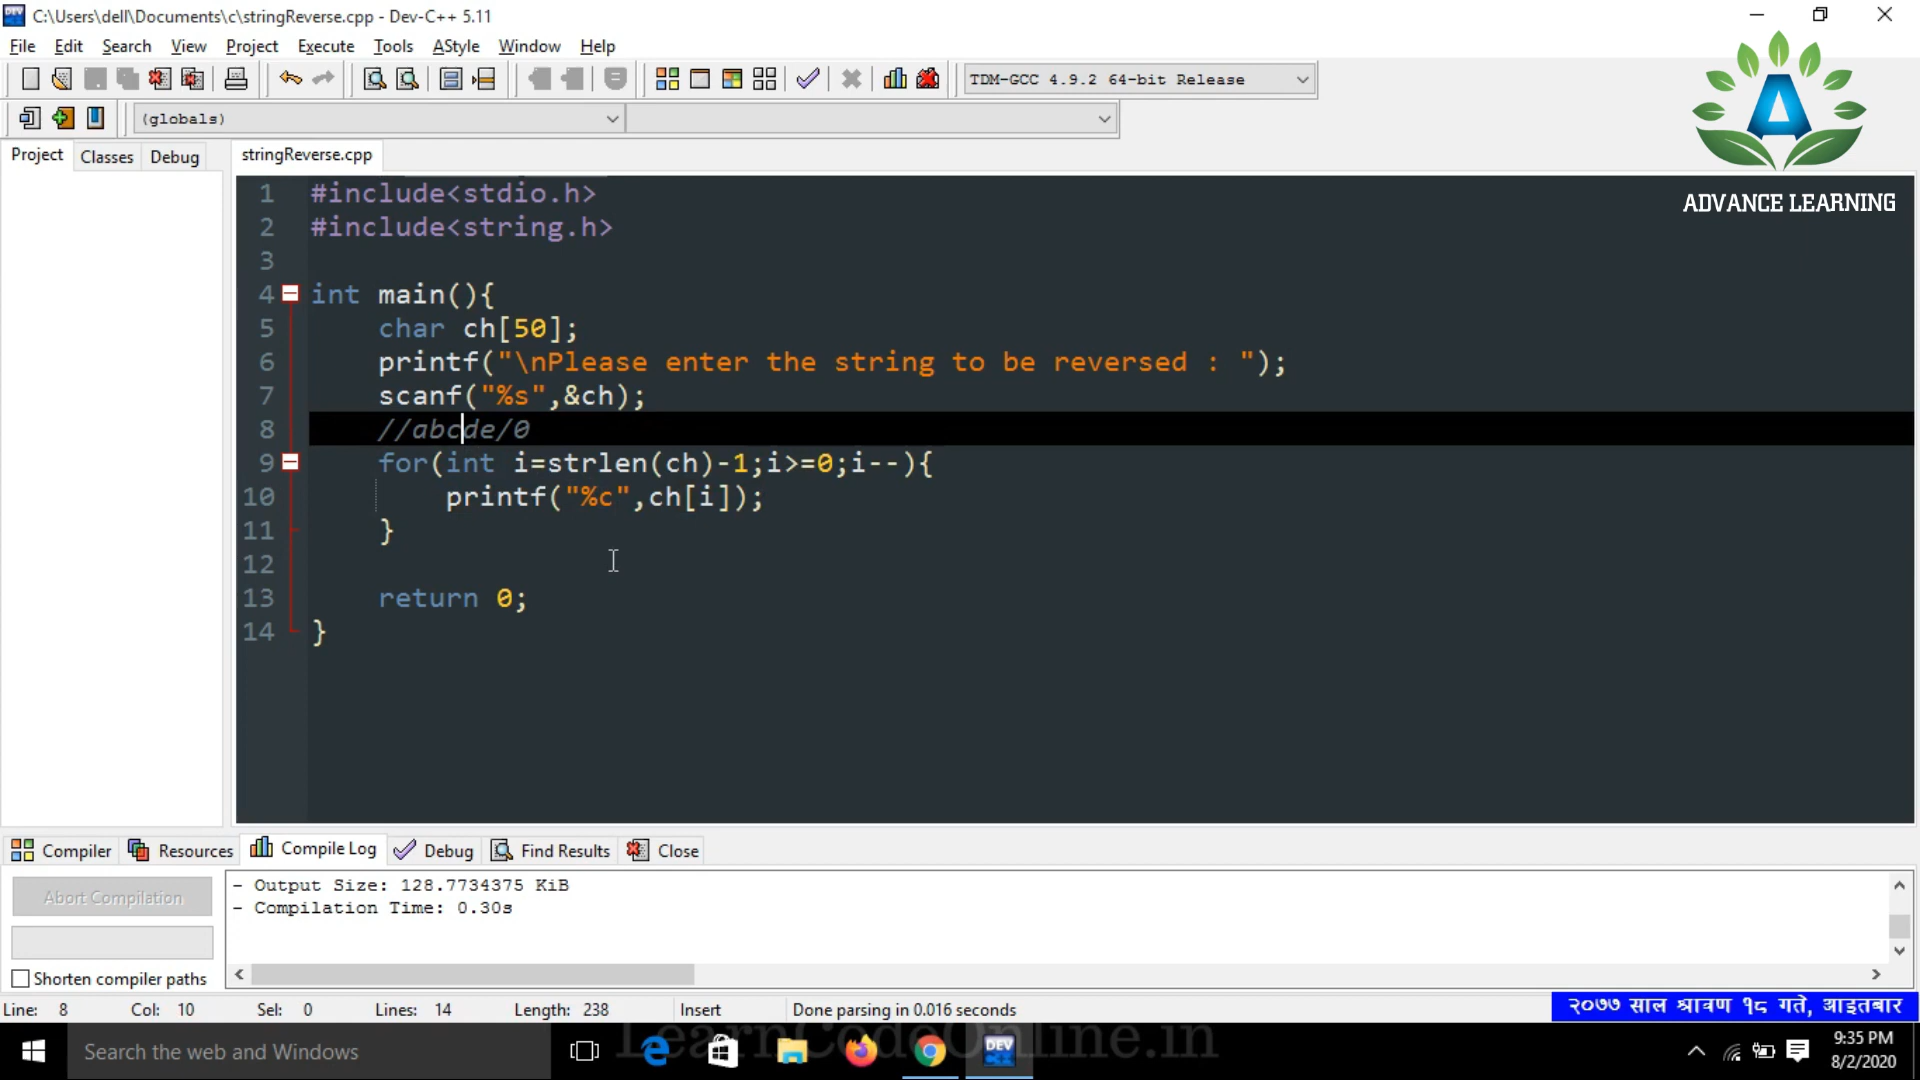 C:\Users\dell\Documents\c\stringReverse.cpp - Dev-C++ 5.11
File Edit Search View Project Execute Tools AStyle Window Help
TDM-GCC 4.9.2 64-bit Release
(globals)
Project Classes Debug
stringReverse.cpp
ADVANCE LEARNING
1 #include<stdio.h>
2 #include<string.h>
3
4 int main(){
5 char ch[50];
6 printf("\nPlease enter the string to be reversed : ");
7 scanf("%s",&ch);
8 //abcde/0
9 for(int i=strlen(ch)-1;i>=0;i--){
10 printf("%c",ch[i]);
11 }
12
13 return 0;
14 }
Compiler Resources Compile Log Debug Find Results Close
Abort Compilation
- Output Size: 128.7734375 KiB
- Compilation Time: 0.30s
Shorten compiler paths
Line: 8 Col: 10 Sel: 0 Lines: 14 Length: 238 Insert Done parsing in 0.016 seconds
२०७७ साल श्रावण १८ गते, आइतबार
LearnCodeOnline.in
Search the web and Windows
DEV
9:35 PM
8/2/2020